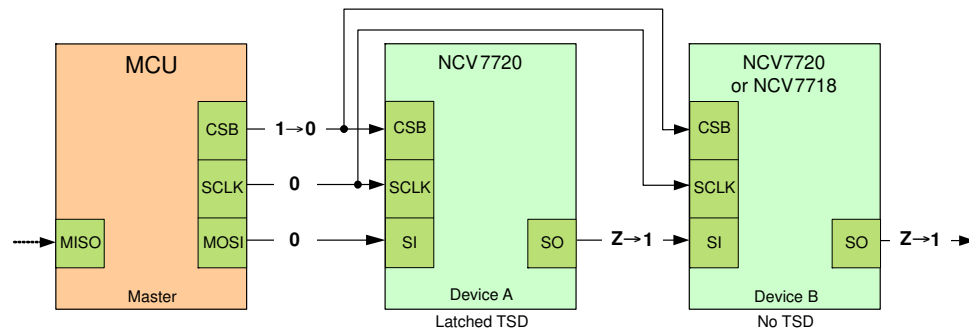 MCU
NCV7720
NCV7720
or NCV7718
CSB
1→0
CSB
CSB
SCLK
0
SCLK
SCLK
MISO
MOSI
0
SI
SO
Z→1
SI
SO
Z→1
Master
Device A
Device B
Latched TSD
No TSD